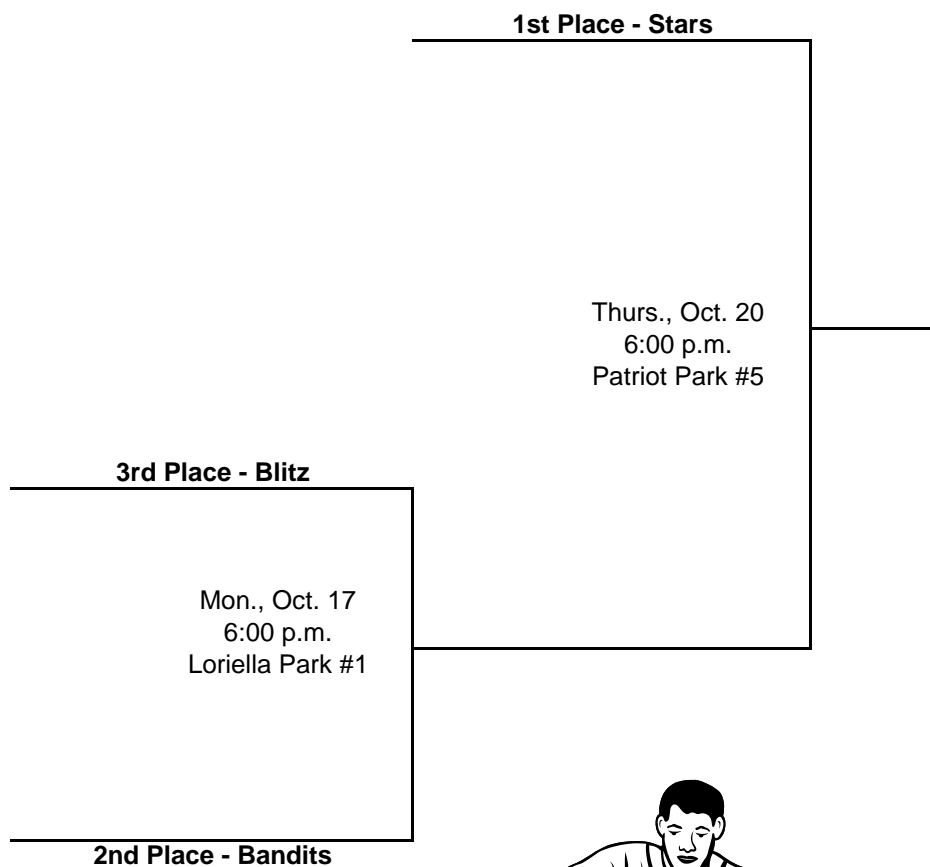 1st Place - Stars
Thurs., Oct. 20
6:00 p.m.
Patriot Park #5
3rd Place - Blitz
Mon., Oct. 17
6:00 p.m.
Loriella Park #1
2nd Place - Bandits